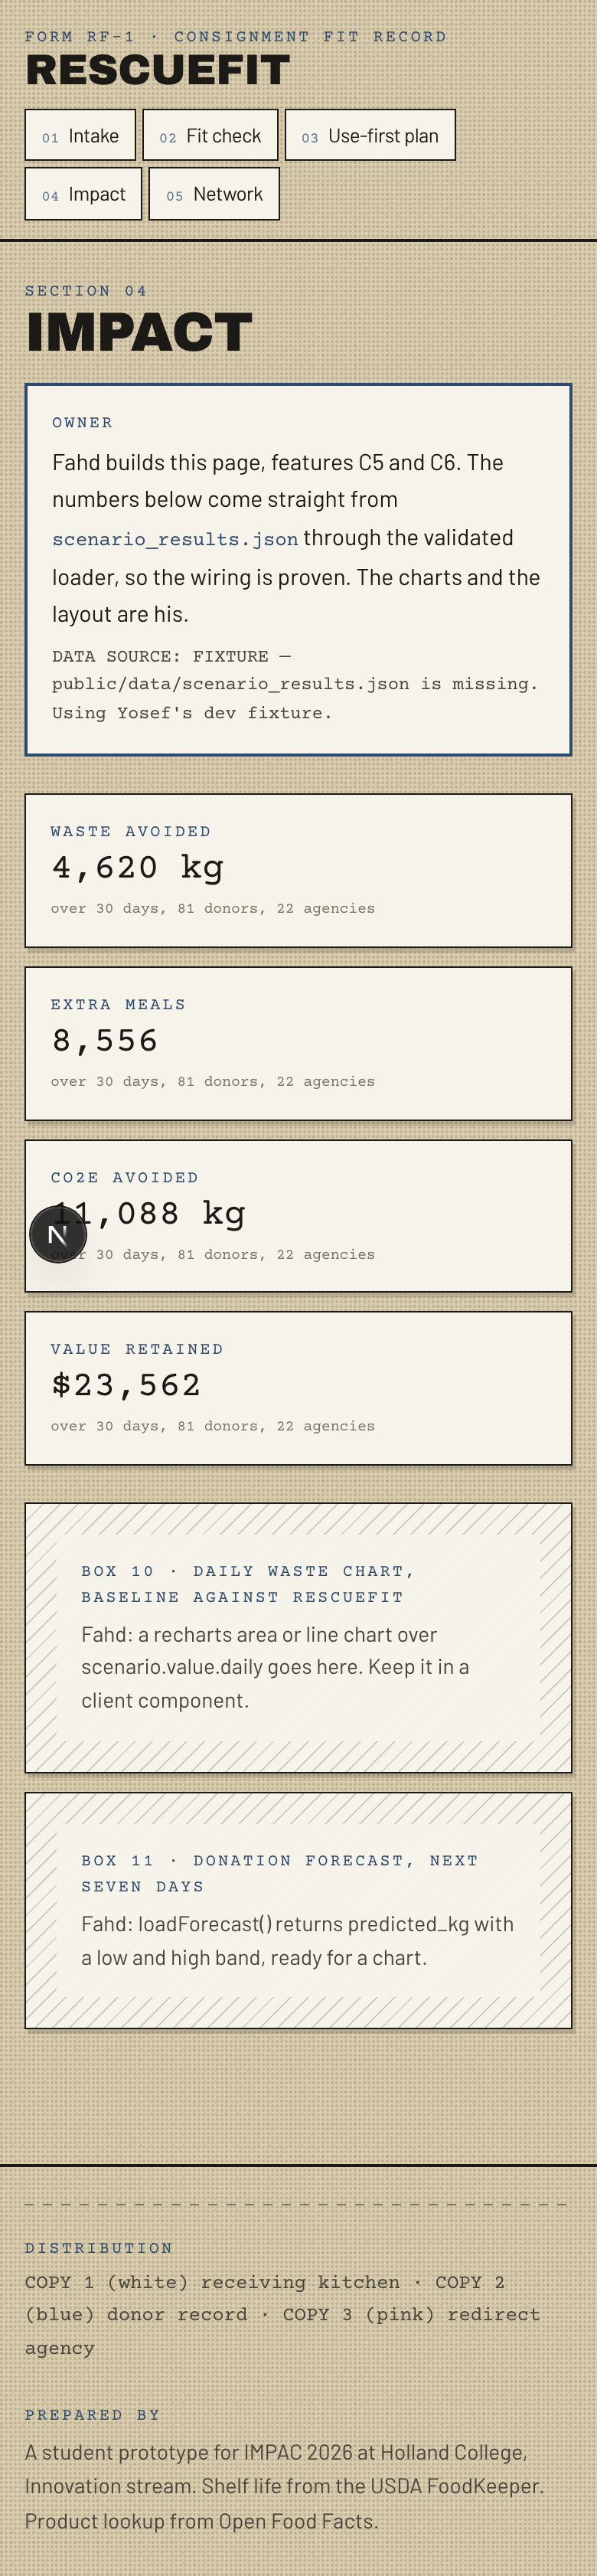 FORM RF-1 · CONSIGNMENT FIT RECORD
RESCUEFIT
01 Intake
02 Fit check
03 Use-first plan
04 Impact
05 Network
SECTION 04
IMPACT
OWNER
Fahd builds this page, features C5 and C6. The
numbers below come straight from
scenario_results.json through the validated
loader, so the wiring is proven. The charts and the
layout are his.
DATA SOURCE: FIXTURE —
public/data/scenario_results.json is missing.
Using Yosef's dev fixture.
WASTE AVOIDED
4,620 kg
over 30 days, 81 donors, 22 agencies
EXTRA MEALS
8,556
over 30 days, 81 donors, 22 agencies
CO2E AVOIDED
11,088 kg
over 30 days, 81 donors, 22 agencies
N
VALUE RETAINED
$23,562
over 30 days, 81 donors, 22 agencies
BOX 10 · DAILY WASTE CHART,
BASELINE AGAINST RESCUEFIT
Fahd: a recharts area or line chart over
scenario.value.daily goes here. Keep it in a
client component.
BOX 11 · DONATION FORECAST, NEXT
SEVEN DAYS
Fahd: loadForecast() returns predicted_kg with
a low and high band, ready for a chart.
DISTRIBUTION
COPY 1 (white) receiving kitchen · COPY 2
(blue) donor record · COPY 3 (pink) redirect
agency
PREPARED BY
A student prototype for IMPAC 2026 at Holland College,
Innovation stream. Shelf life from the USDA FoodKeeper.
Product lookup from Open Food Facts.